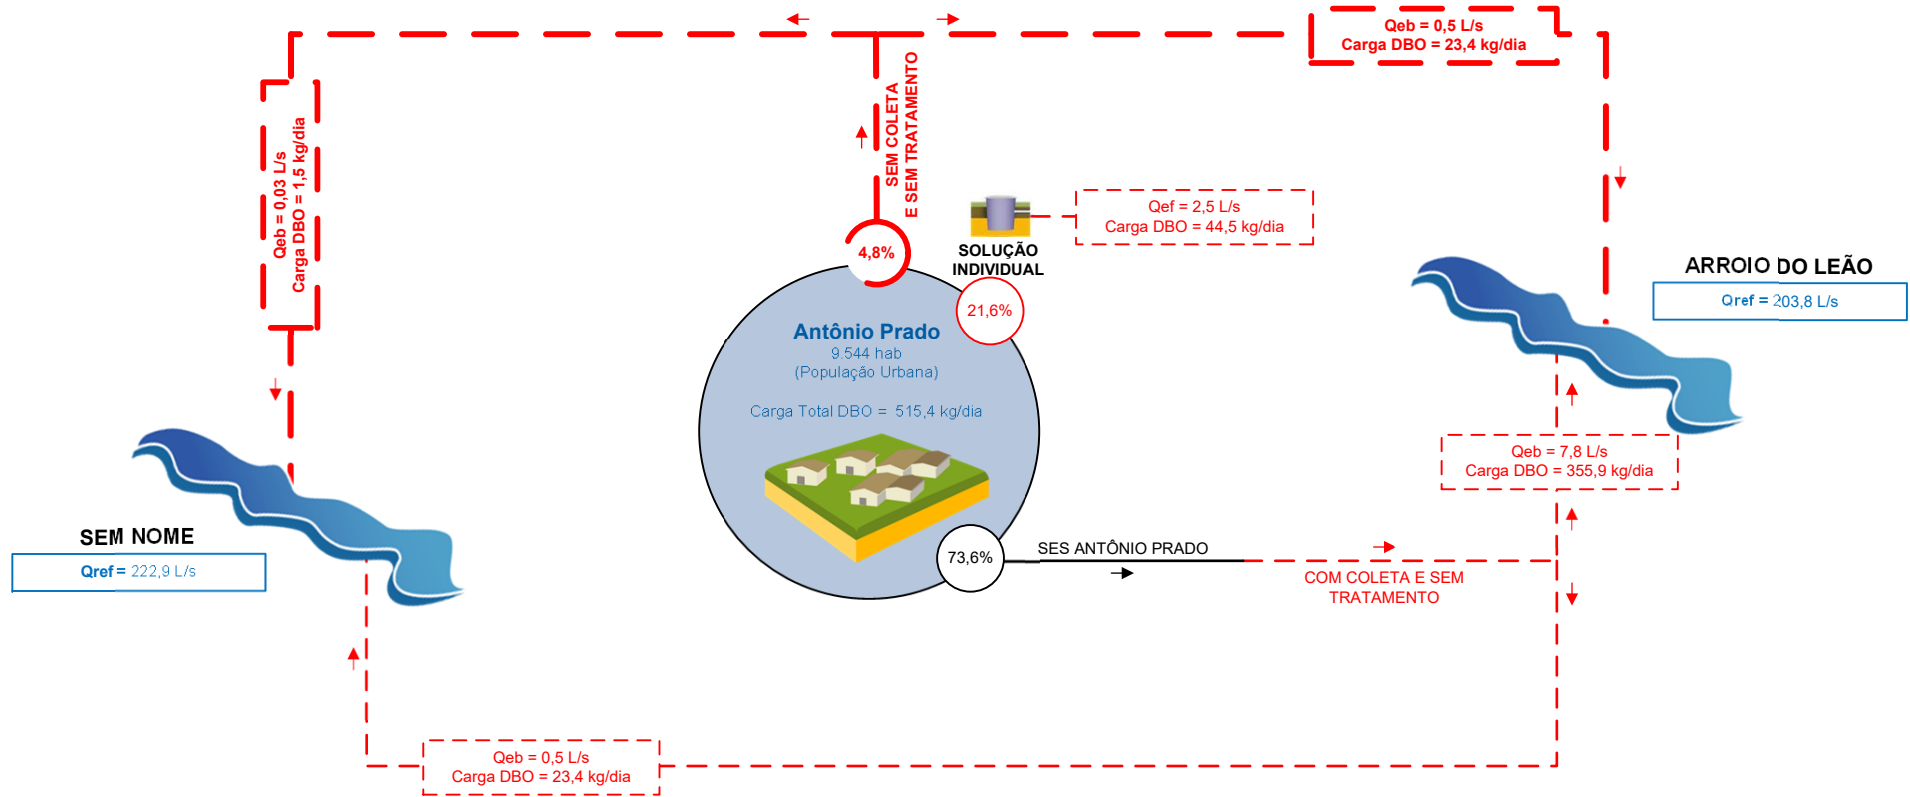 Qeb = 0,5 L/s
Carga DBO = 23,4 kg/dia
SEM COLETA
E SEM TRATAMENTO
Qeb = 0,03 L/s
Carga DBO = 1,5 kg/dia
Qef = 2,5 L/s
Carga DBO = 44,5 kg/dia
4,8%
SOLUÇÃO
INDIVIDUAL
21,6%
ARROIO DO LEÃO
Qref = 203,8 L/s
Antônio Prado
9.544 hab
(População Urbana)
Carga Total DBO = 515,4 kg/dia
Qeb = 7,8 L/s
Carga DBO = 355,9 kg/dia
SEM NOME
Qref = 222,9 L/s
73,6%
SES ANTÔNIO PRADO
COM COLETA E SEM
TRATAMENTO
Qeb = 0,5 L/s
Carga DBO = 23,4 kg/dia